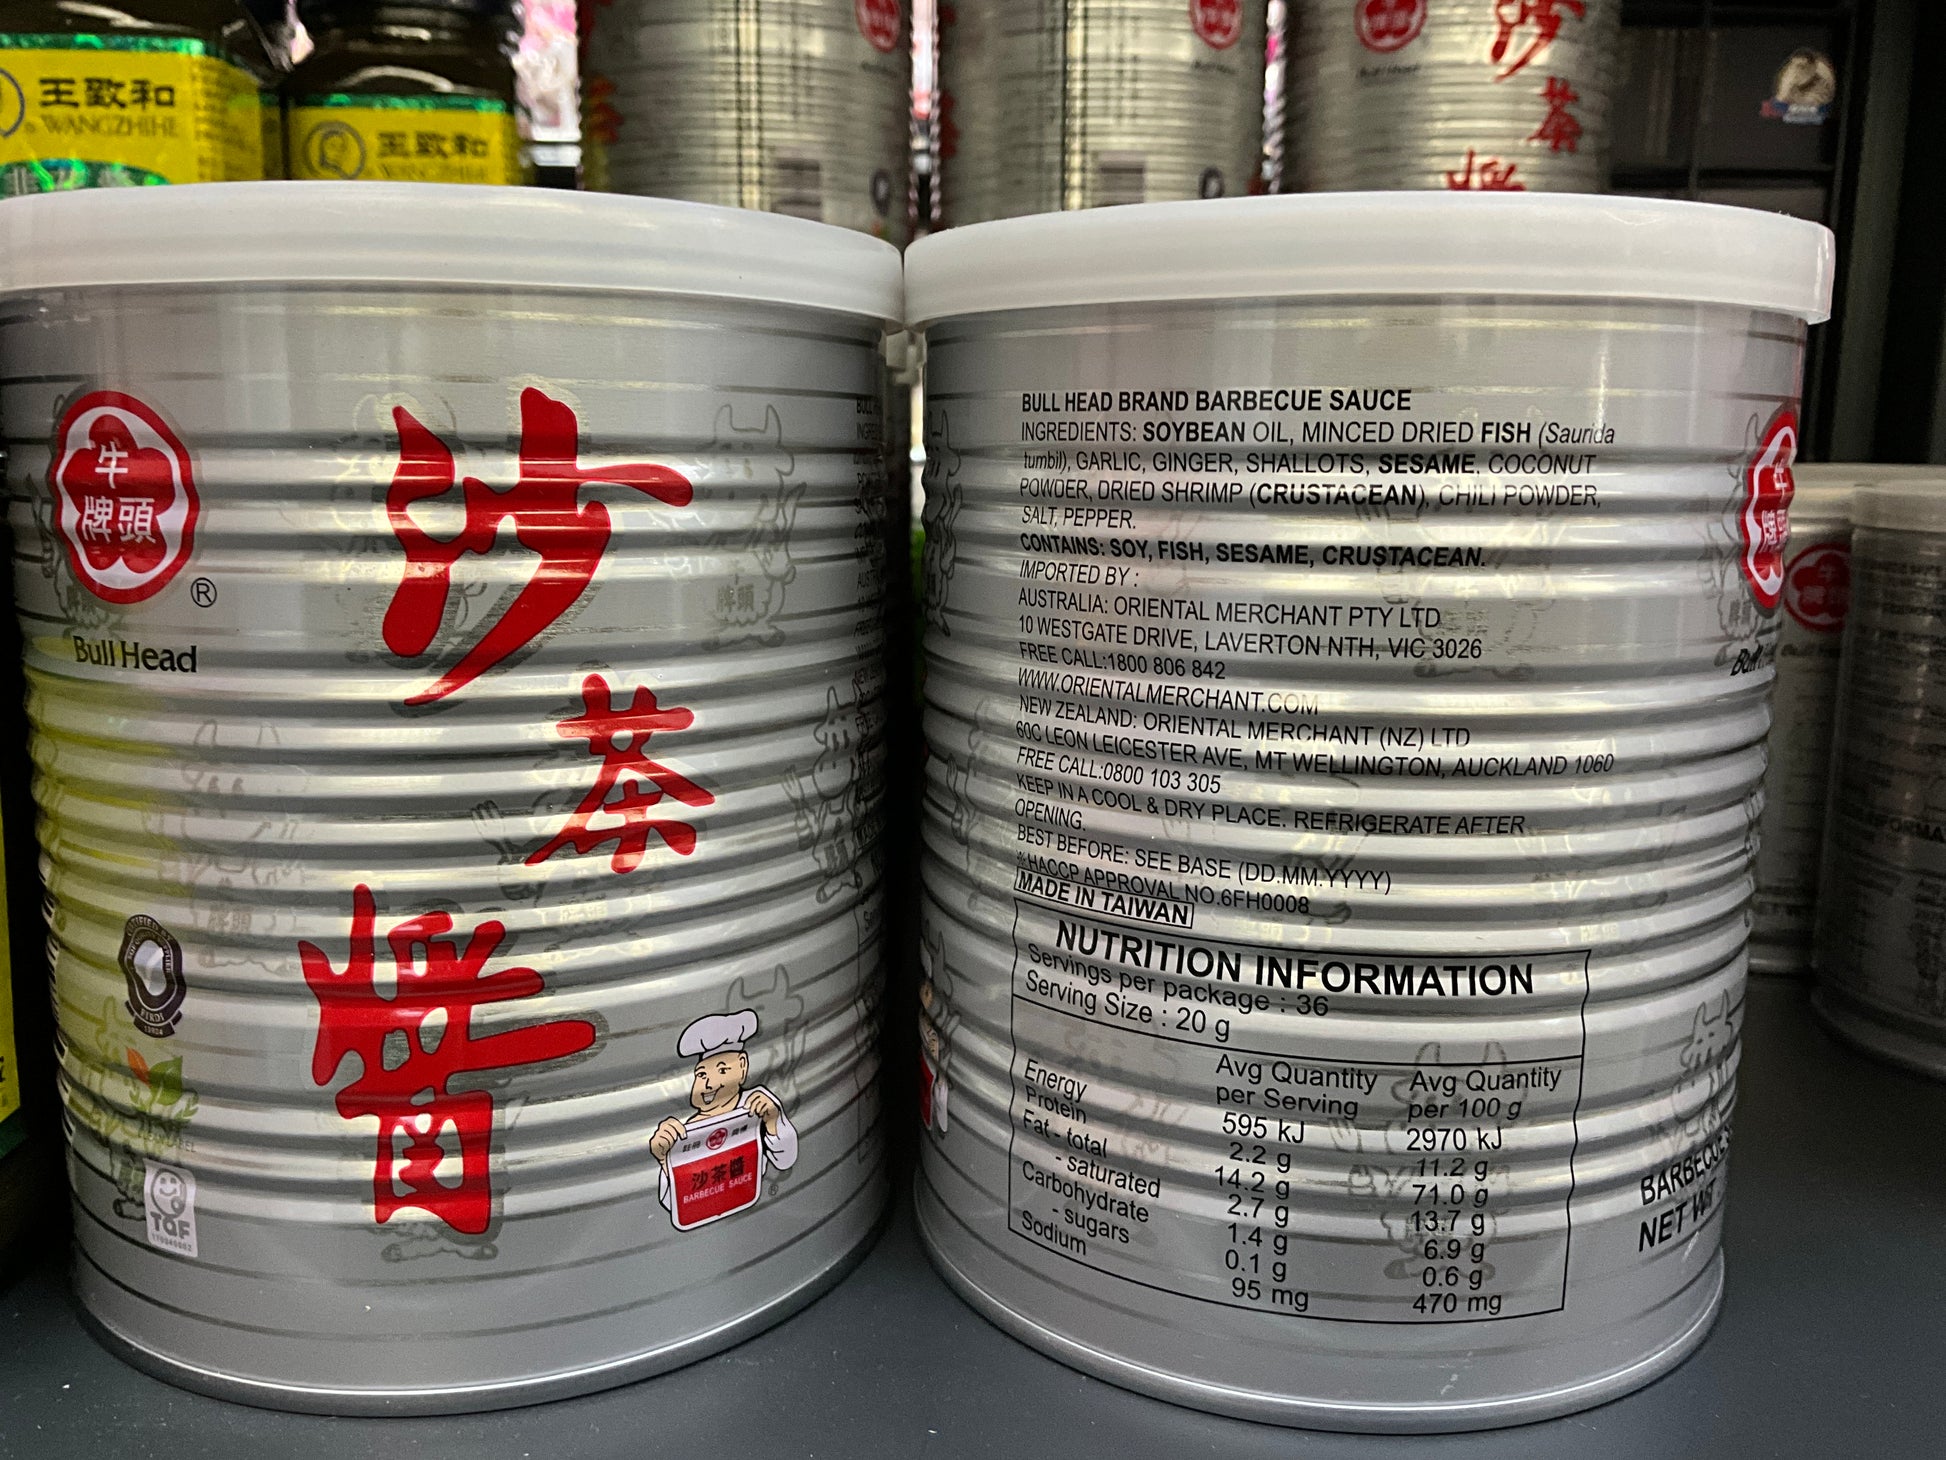 王致和
WANGZHIHE
王致和
WANGZHIHE
沙
茶
醬
牛
牌頭
®
Bull Head
沙
茶
醬
TQF
沙茶醬
BARBECUE SAUCE
®
BULL HEAD BRAND BARBECUE SAUCE
INGREDIENTS: SOYBEAN OIL, MINCED DRIED FISH (Saurida
tumbil), GARLIC, GINGER, SHALLOTS, SESAME, COCONUT
POWDER, DRIED SHRIMP (CRUSTACEAN), CHILI POWDER,
SALT, PEPPER.
CONTAINS: SOY, FISH, SESAME, CRUSTACEAN.
IMPORTED BY :
AUSTRALIA: ORIENTAL MERCHANT PTY LTD
10 WESTGATE DRIVE, LAVERTON NTH, VIC 3026
FREE CALL:1800 806 842
WWW.ORIENTALMERCHANT.COM
NEW ZEALAND: ORIENTAL MERCHANT (NZ) LTD
60C LEON LEICESTER AVE, MT WELLINGTON, AUCKLAND 1060
FREE CALL:0800 103 305
KEEP IN A COOL & DRY PLACE. REFRIGERATE AFTER
OPENING.
BEST BEFORE: SEE BASE (DD.MM.YYYY)
*HACCP APPROVAL NO.6FH0008
MADE IN TAIWAN
NUTRITION INFORMATION
Servings per package : 36
Serving Size : 20 g
Avg Quantity per Serving Avg Quantity per 100 g
Energy 595 kJ 2970 kJ
Protein 2.2 g 11.2 g
Fat - total 14.2 g 71.0 g
- saturated 2.7 g 13.7 g
Carbohydrate 1.4 g 6.9 g
- sugars 0.1 g 0.6 g
Sodium 95 mg 470 mg
牛
牌頭
BARBECUE
NET WT